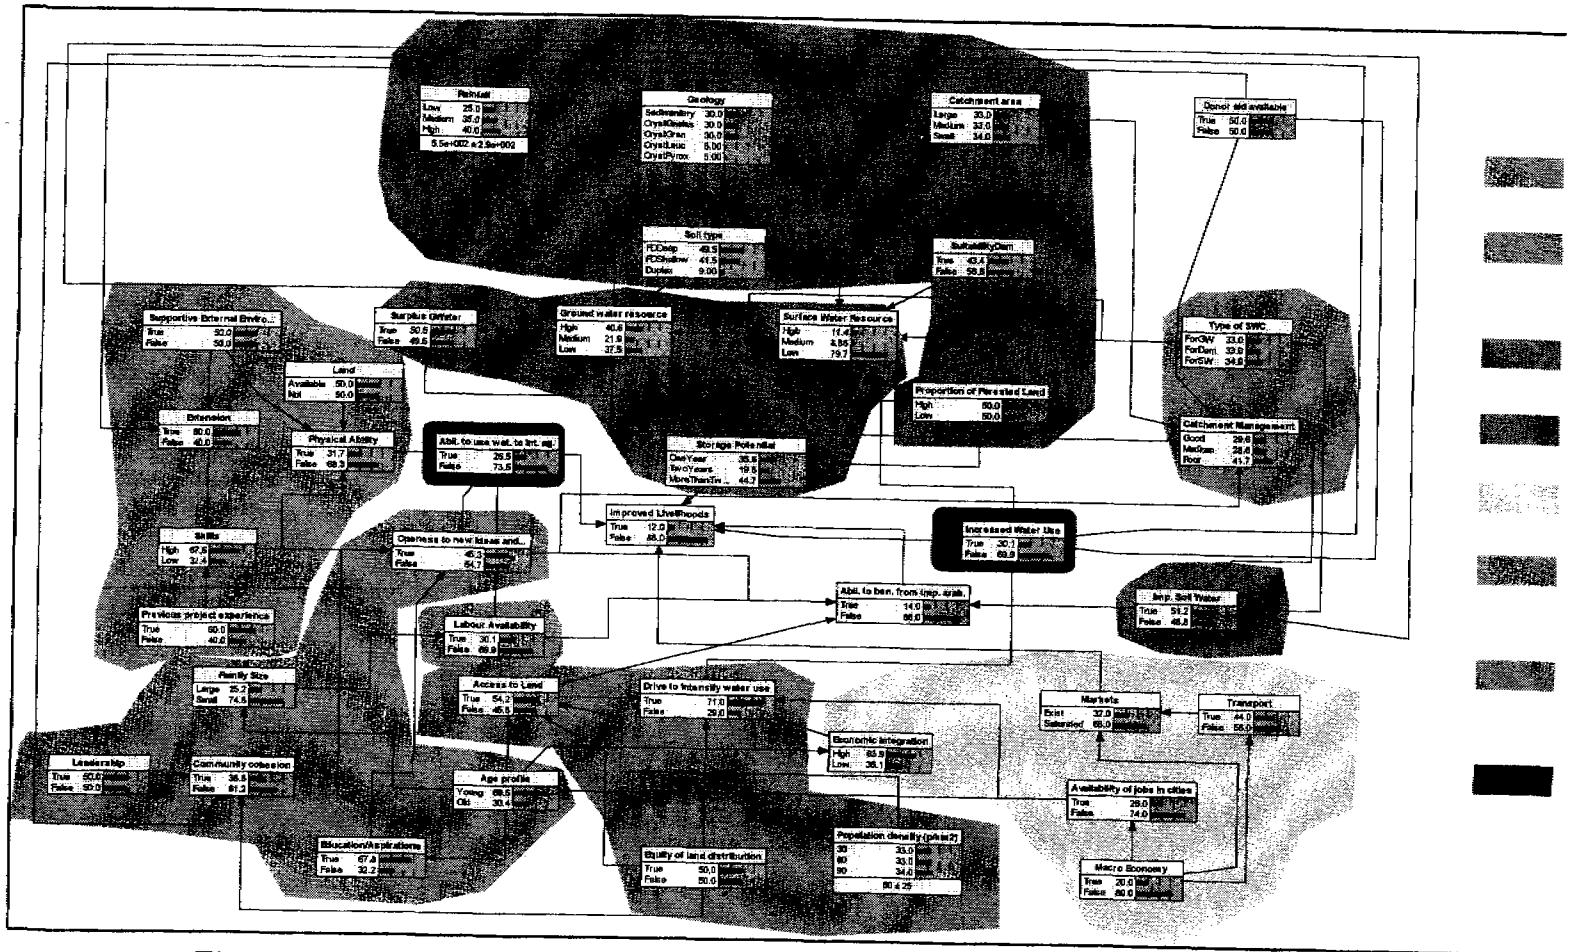 Rainfall
Low 25.0
Medium 35.0
High 40.0
5.5e+002 ± 2.9e+002
Geology
Sedimentary 30.0
CrystGneiss 30.0
CrystGran 30.0
CrystLeuc 5.00
CrystPyrox 5.00
Catchment area
Large 33.0
Medium 33.0
Small 34.0
Donor aid available
True 50.0
False 50.0
Soil type
FDDeep 49.5
FDShallow 41.5
Duplex 9.00
SuitabilityDam
True 43.4
False 56.6
Supportive External Enviro...
True 50.0
False 50.0
Surplus GWater
True 50.5
False 49.5
Ground water resource
High 40.6
Medium 21.9
Low 37.5
Surface Water Resource
High 11.4
Medium
Low 79.7
Type of SWC
ForGW 33.0
ForDam 33.0
ForSW 34.0
Land
Available 50.0
Not 50.0
Proportion of Forested Land
High 50.0
Low 50.0
Extension
True 60.0
False 40.0
Physical Ability
True 31.7
False 68.3
Abil. to use wat. to int. ag.
True 26.5
False 73.5
Storage Potential
OneYear
TwoYears
MoreThanTw... 44.7
Catchment Management
Good 29.6
Medium
Poor 41.7
Skills
High 67.6
Low 32.4
Openess to new ideas and...
True 45.3
False 54.7
Improved Livelihoods
True 12.0
False 88.0
Increased Water Use
True 30.1
False 69.9
Abil. to ben. from imp. arab.
True 14.0
False 86.0
Imp. Soil Water
True 51.2
False 48.8
Previous project experience
True 60.0
False 40.0
Labour Availability
True 30.1
False 69.9
Family Size
Large 25.2
Small 74.8
Access to Land
True 54.2
False 45.8
Drive to intensify water use
True 71.0
False 29.0
Markets
Exist 32.0
Saturated 68.0
Transport
True 44.0
False 56.0
Economic integration
High 63.9
Low 36.1
Leadership
True 50.0
False 50.0
Community cohesion
True 38.8
False 61.2
Age profile
Young 69.6
Old 30.4
Availability of jobs in cities
True 26.0
False 74.0
Education/Aspirations
True 67.8
False 32.2
Equity of land distribution
True 50.0
False 50.0
Population density (p/km2)
30 33.0
60 33.0
90 34.0
60 ± 25
Macro Economy
True 20.0
False 80.0